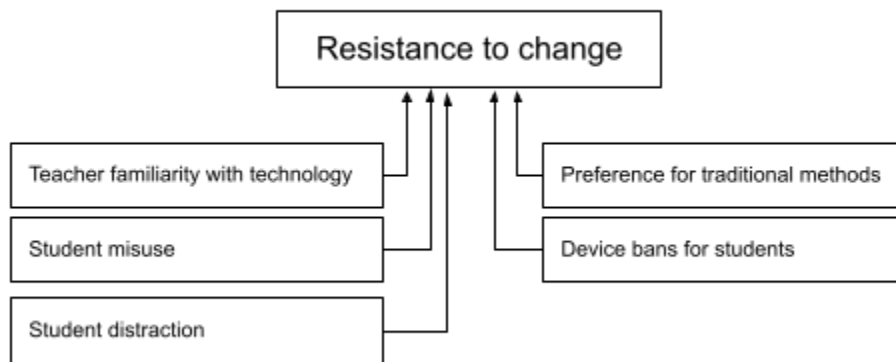 Resistance to change
Teacher familiarity with technology
Student misuse
Student distraction
Preference for traditional methods
Device bans for students